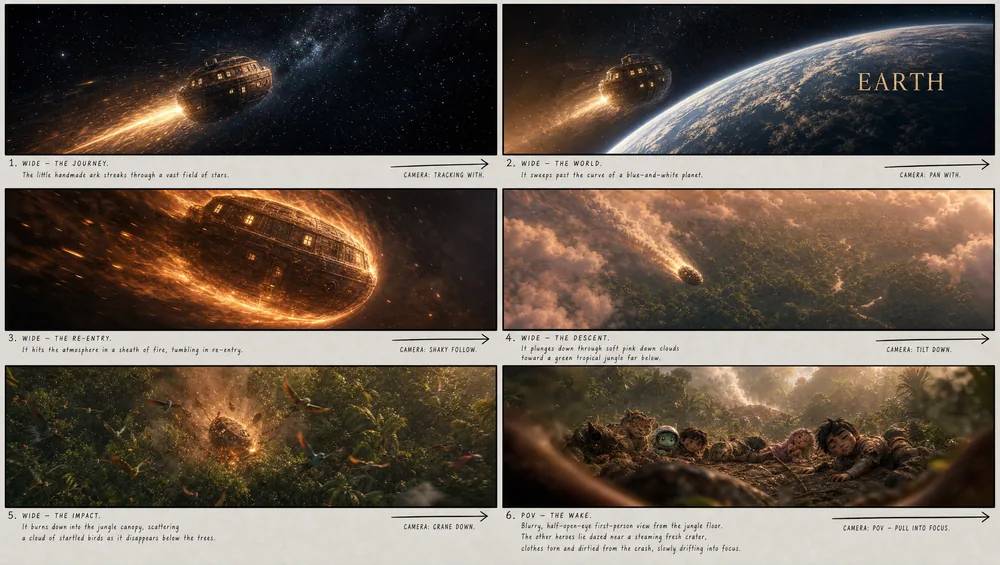 EARTH
1. WIDE – THE JOURNEY.
The little handmade ark streaks through a vast field of stars.
CAMERA: TRACKING WITH.
2. WIDE – THE WORLD.
It sweeps past the curve of a blue-and-white planet.
CAMERA: PAN WITH.
3. WIDE – THE RE-ENTRY.
It hits the atmosphere in a sheath of fire, tumbling in re-entry.
CAMERA: SHAKY FOLLOW.
4. WIDE – THE DESCENT.
It plunges down through soft pink dawn clouds
toward a green tropical jungle far below.
CAMERA: TILT DOWN.
5. WIDE – THE IMPACT.
It burns down into the jungle canopy, scattering
a cloud of startled birds as it disappears below the trees.
CAMERA: CRANE DOWN.
6. POV – THE WAKE.
Blurry, half-open-eye first-person view from the jungle floor.
The other heroes lie dazed near a steaming fresh crater,
clothes torn and dirtied from the crash, slowly drifting into focus.
CAMERA: POV – PULL INTO FOCUS.